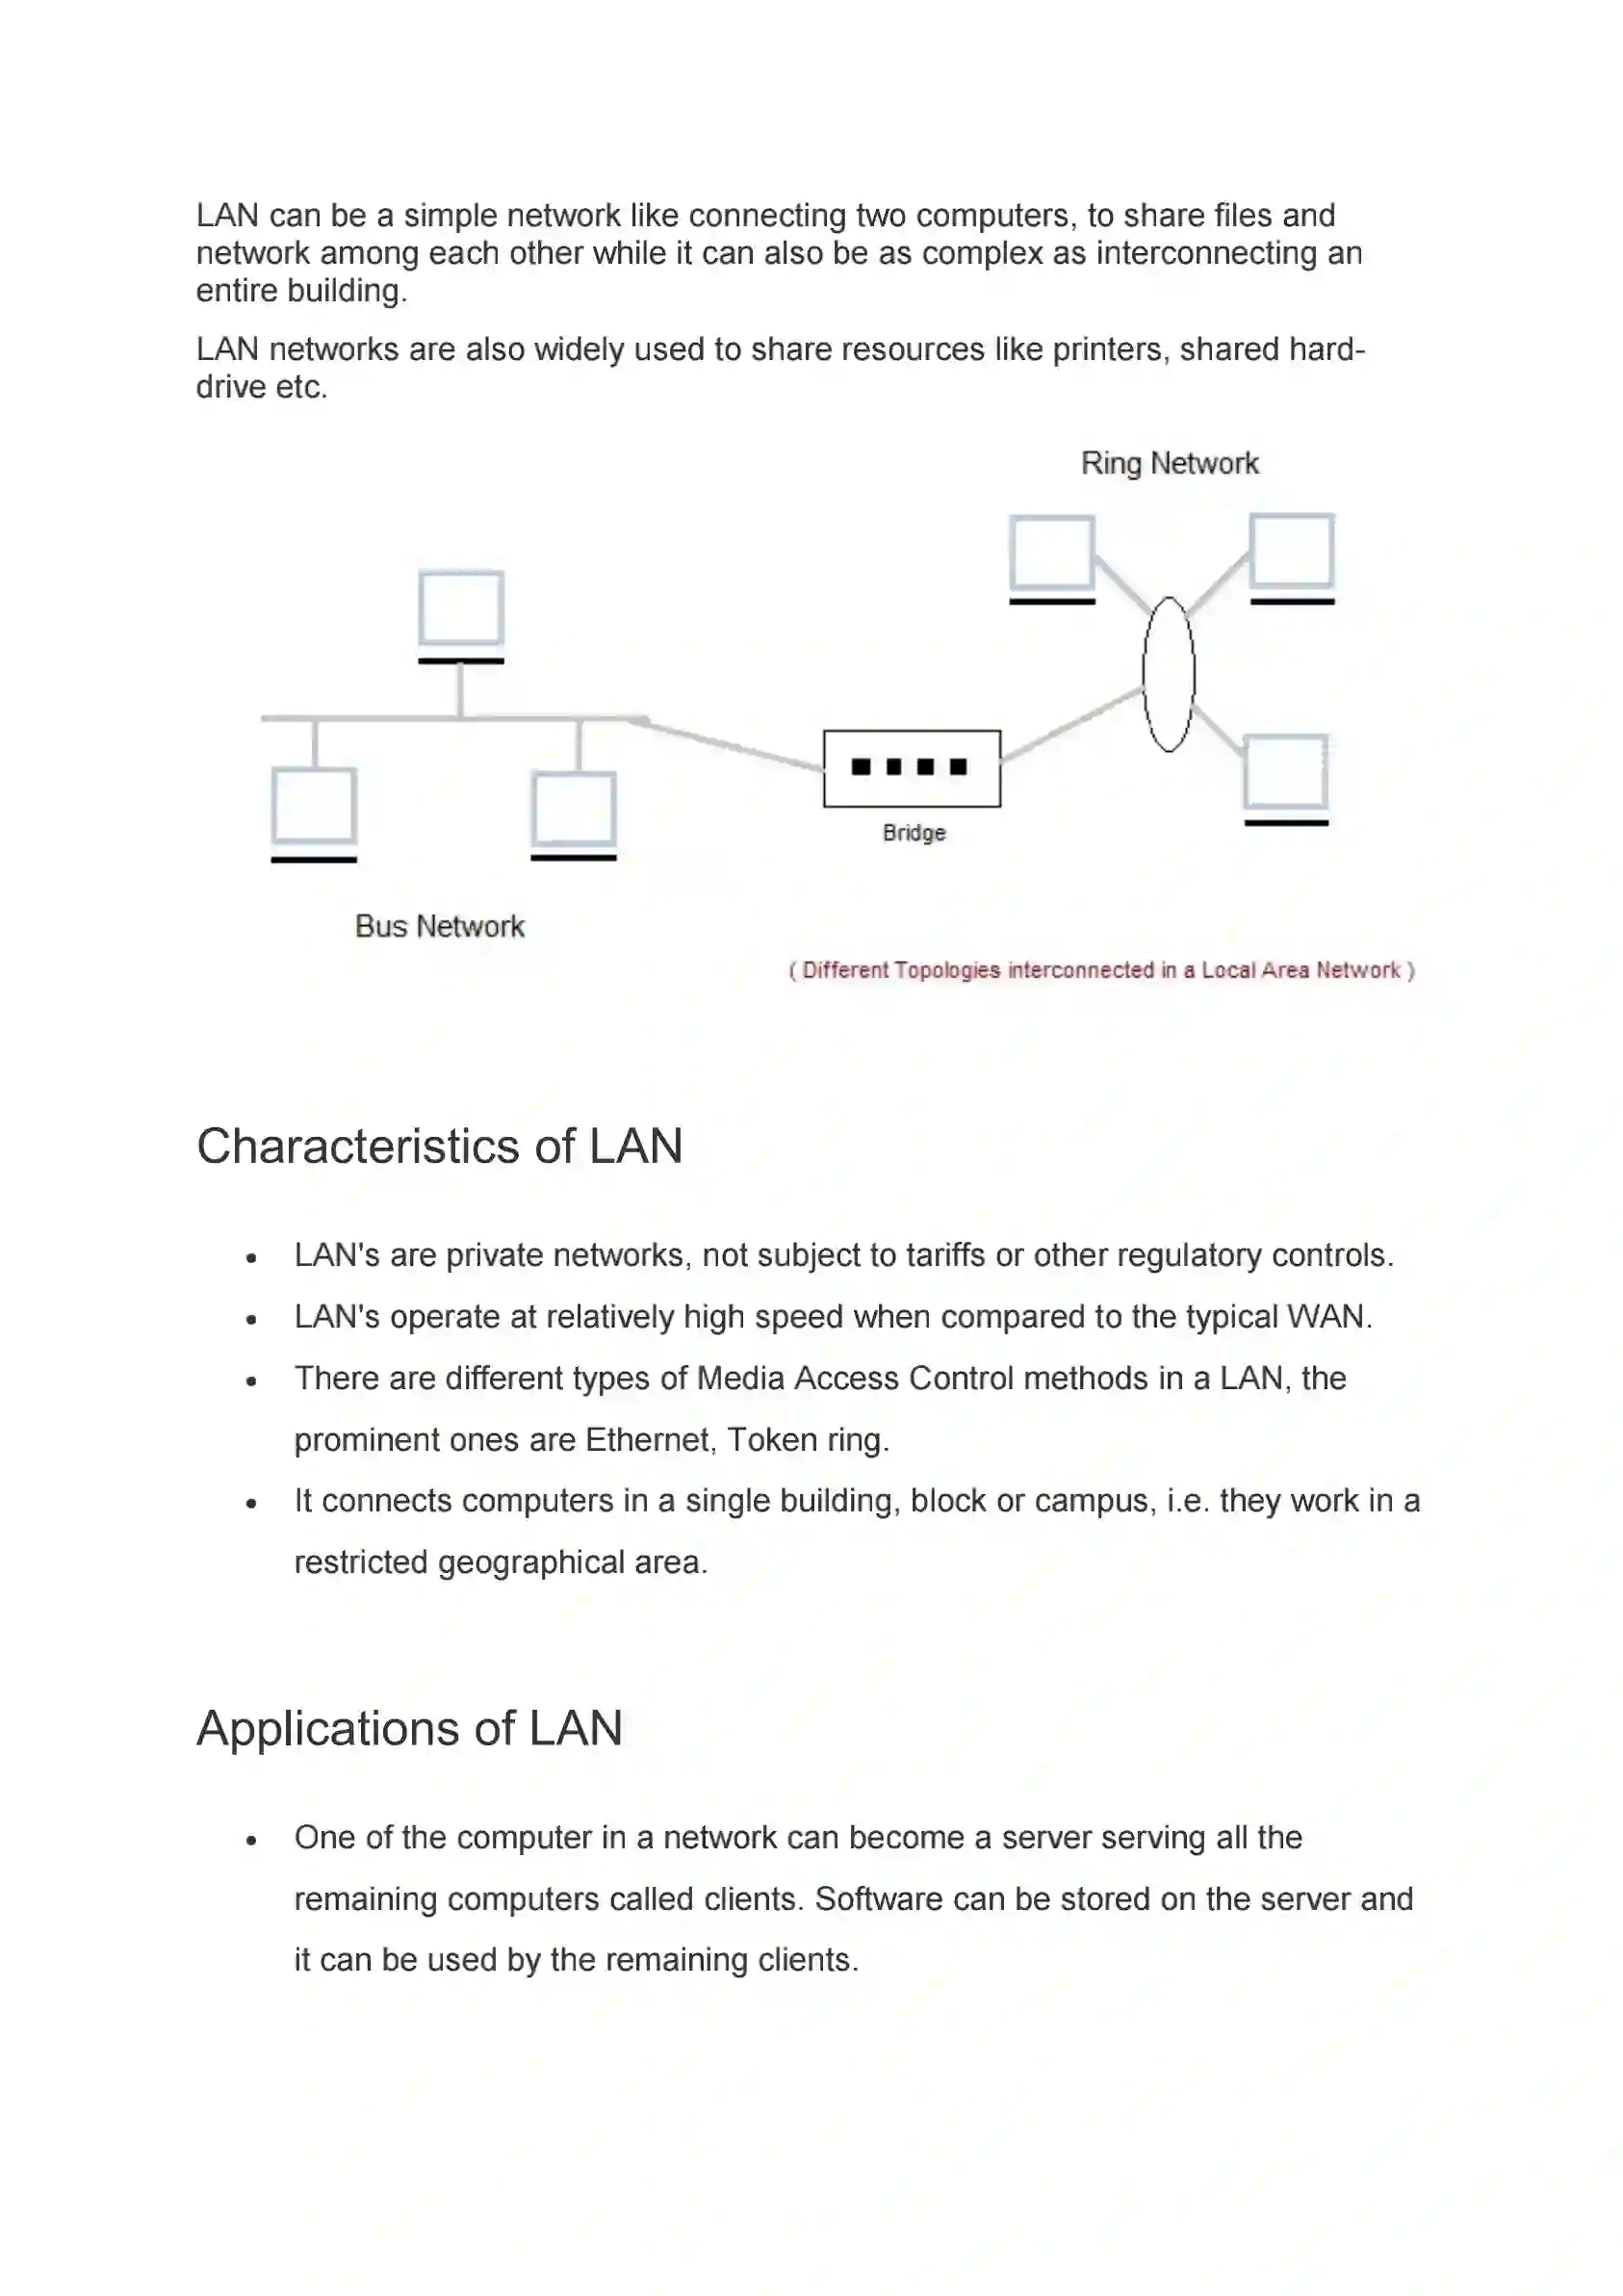 LAN can be a simple network like connecting two computers, to share files and
network among each other while it can also be as complex as interconnecting an
entire building.
LAN networks are also widely used to share resources like printers, shared hard-
drive etc.
Ring Network
Bridge
Bus Network
( Different Topologies interconnected in a Local Area Network )
Characteristics of LAN
• LAN's are private networks, not subject to tariffs or other regulatory controls.
• LAN's operate at relatively high speed when compared to the typical WAN.
• There are different types of Media Access Control methods in a LAN, the
prominent ones are Ethernet, Token ring.
• It connects computers in a single building, block or campus, i.e. they work in a
restricted geographical area.
Applications of LAN
• One of the computer in a network can become a server serving all the
remaining computers called clients. Software can be stored on the server and
it can be used by the remaining clients.